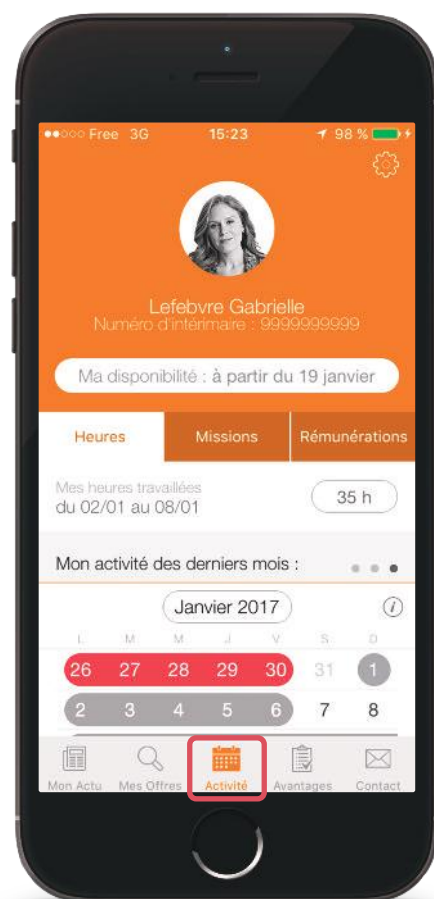 Free 3G 15:23 98 %
Lefebvre Gabrielle
Numéro d'intérimaire : 9999999999
Ma disponibilité : à partir du 19 janvier
Heures Missions Rémunérations
Mes heures travaillées
du 02/01 au 08/01
35 h
Mon activité des derniers mois :
Janvier 2017 i
L M M J V S D
26 27 28 29 30 31 1
2 3 4 5 6 7 8
Mon Actu Mes Offres Activité Avantages Contact